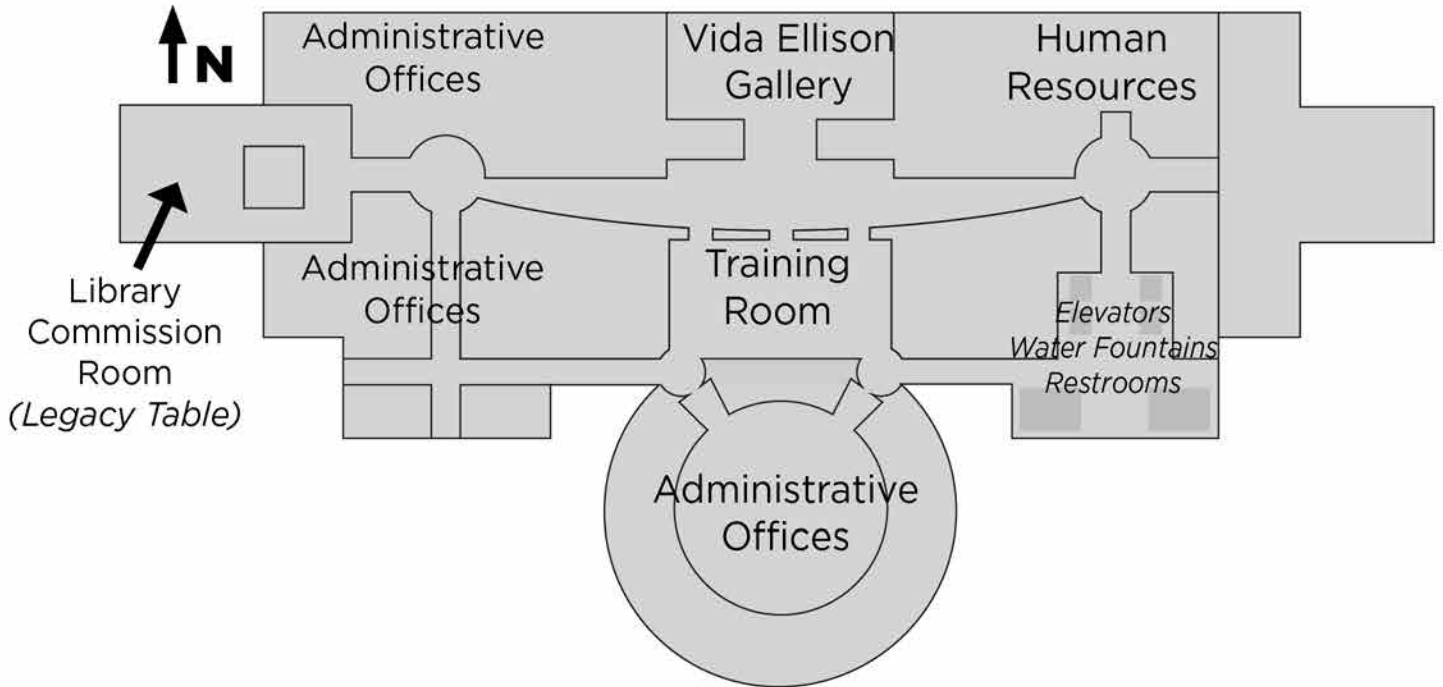 N
Administrative
Offices
Vida Ellison
Gallery
Human
Resources
Library
Commission
Room
(Legacy Table)
Administrative
Offices
Training
Room
Elevators
Water Fountains
Restrooms
Administrative
Offices